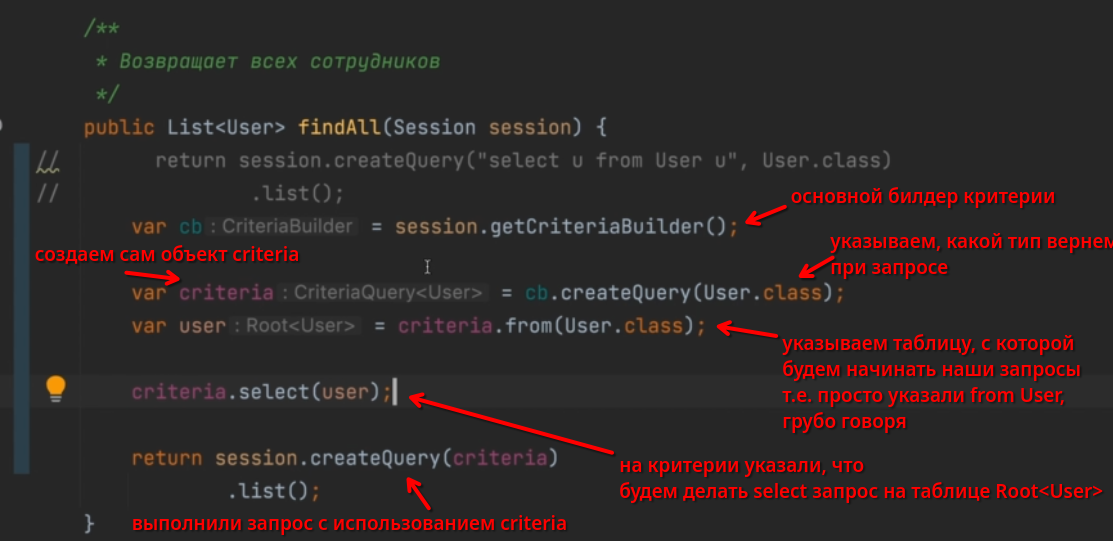 /**
* Возвращает всех сотрудников
*/
public List<User> findAll(Session session) {
// return session.createQuery("select u from User u", User.class)
// .list();
основной билдер критерии
var cb : CriteriaBuilder = session.getCriteriaBuilder();
указываем, какой тип вернем
создаем сам объект criteria
при запросе
var criteria : CriteriaQuery<User> = cb.createQuery(User.class);
var user : Root<User> = criteria.from(User.class);
указываем таблицу, с которой
будем начинать наши запросы
т.е. просто указали from User,
грубо говоря
criteria.select(user);
return session.createQuery(criteria)
на критерии указали, что
будем делать select запрос на таблице Root<User>
.list();
} выполнили запрос с использованием criteria